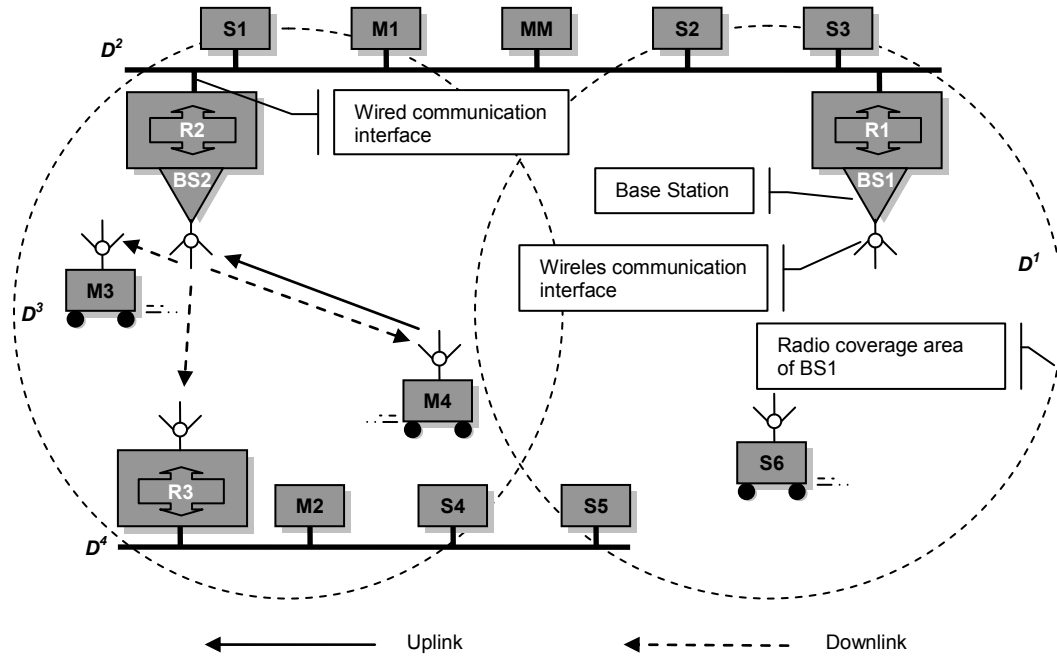 S1
M1
MM
S2
S3
D2
Wired communication
interface
R2
R1
BS2
BS1
Base Station
Wireles communication
interface
D1
M3
D3
Radio coverage area
of BS1
M4
S6
R3
M2
S4
S5
D4
Uplink
Downlink